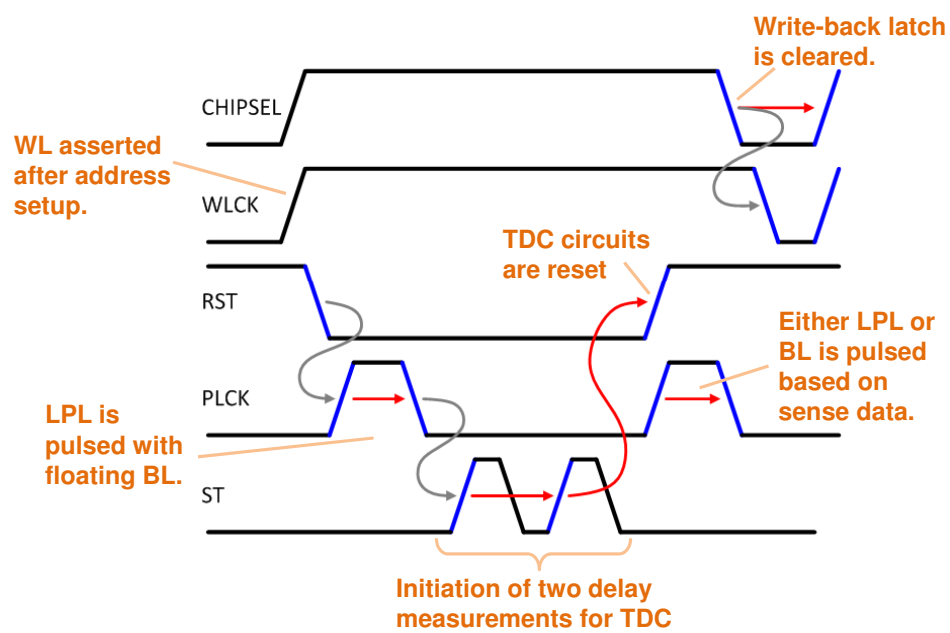 Write-back latch
is cleared.
CHIPSEL
WL asserted
after address
setup.
WLCK
TDC circuits
are reset
RST
Either LPL or
BL is pulsed
based on
sense data.
PLCK
LPL is
pulsed with
floating BL.
ST
Initiation of two delay
measurements for TDC